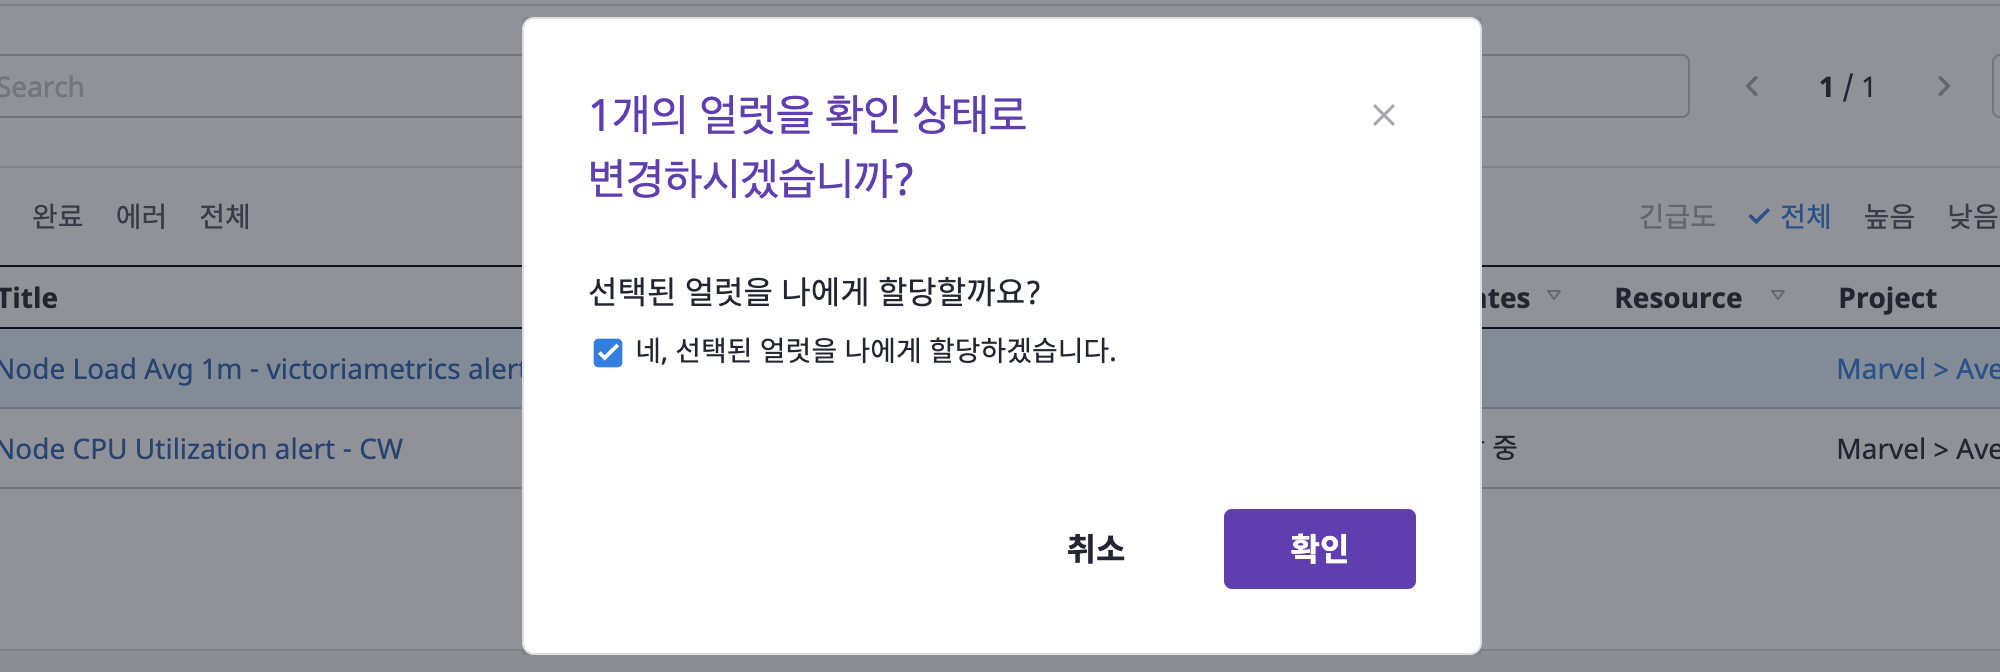 Search
1 / 1
1개의 얼럿을 확인 상태로
변경하시겠습니까?
완료 에러 전체
긴급도 전체 높음 낮음
선택된 얼럿을 나에게 할당할까요?
Title Resource Project
네, 선택된 얼럿을 나에게 할당하겠습니다.
Node Load Avg 1m - victoriametrics alert
Marvel > Ave
Node CPU Utilization alert - CW
중 Marvel > Ave
취소 확인